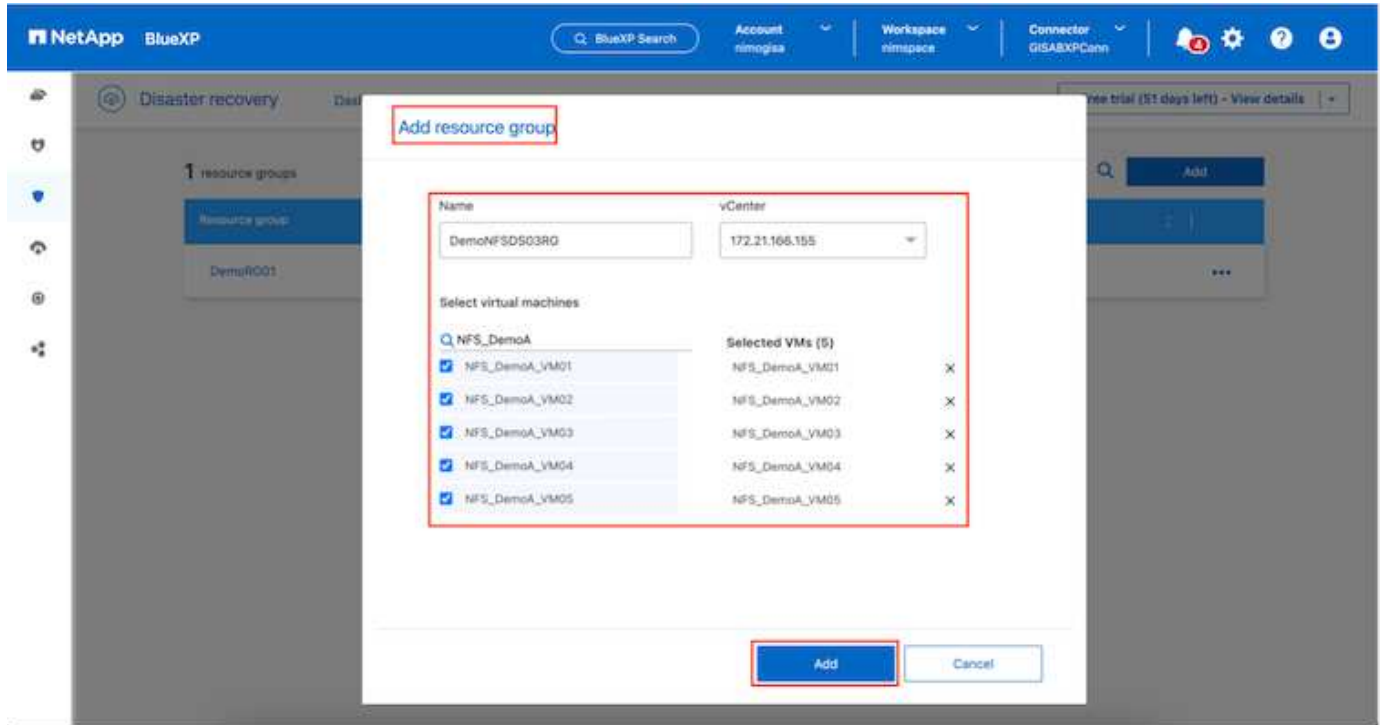 NetApp BlueXP
BlueXP Search
Account
nimogisa
Workspace
nimspace
Connector
GISABXPConn
4
Disaster recovery
Free trial (51 days left) - View details
Add resource group
1 resource groups
Add
Resource group
DemoRG01
Name
vCenter
DemoNFSDS03RG
172.21.166.155
Select virtual machines
NFS_DemoA
Selected VMs (5)
NFS_DemoA_VM01
NFS_DemoA_VM01
NFS_DemoA_VM02
NFS_DemoA_VM02
NFS_DemoA_VM03
NFS_DemoA_VM03
NFS_DemoA_VM04
NFS_DemoA_VM04
NFS_DemoA_VM05
NFS_DemoA_VM05
Add
Cancel